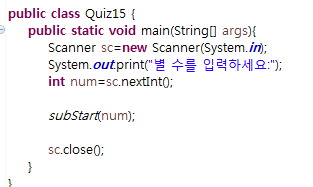 public class Quiz15 {
public static void main(String[] args){
Scanner sc=new Scanner(System.in);
System.out.print("별 수를 입력하세요:");
int num=sc.nextInt();
subStart(num);
sc.close();
}
}